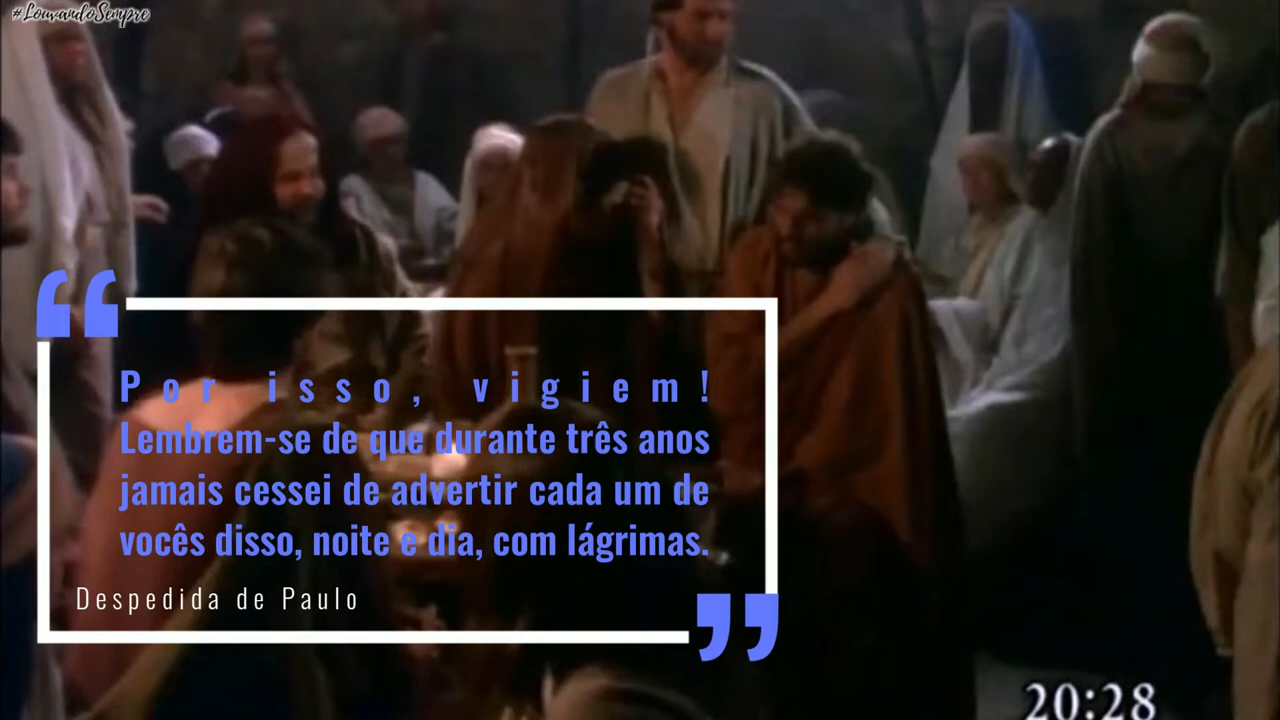 #LouvandoSempre
“
Por isso, vigiem!
Lembrem-se de que durante três anos
jamais cessei de advertir cada um de
vocês disso, noite e dia, com lágrimas.
Despedida de Paulo
”
20:28